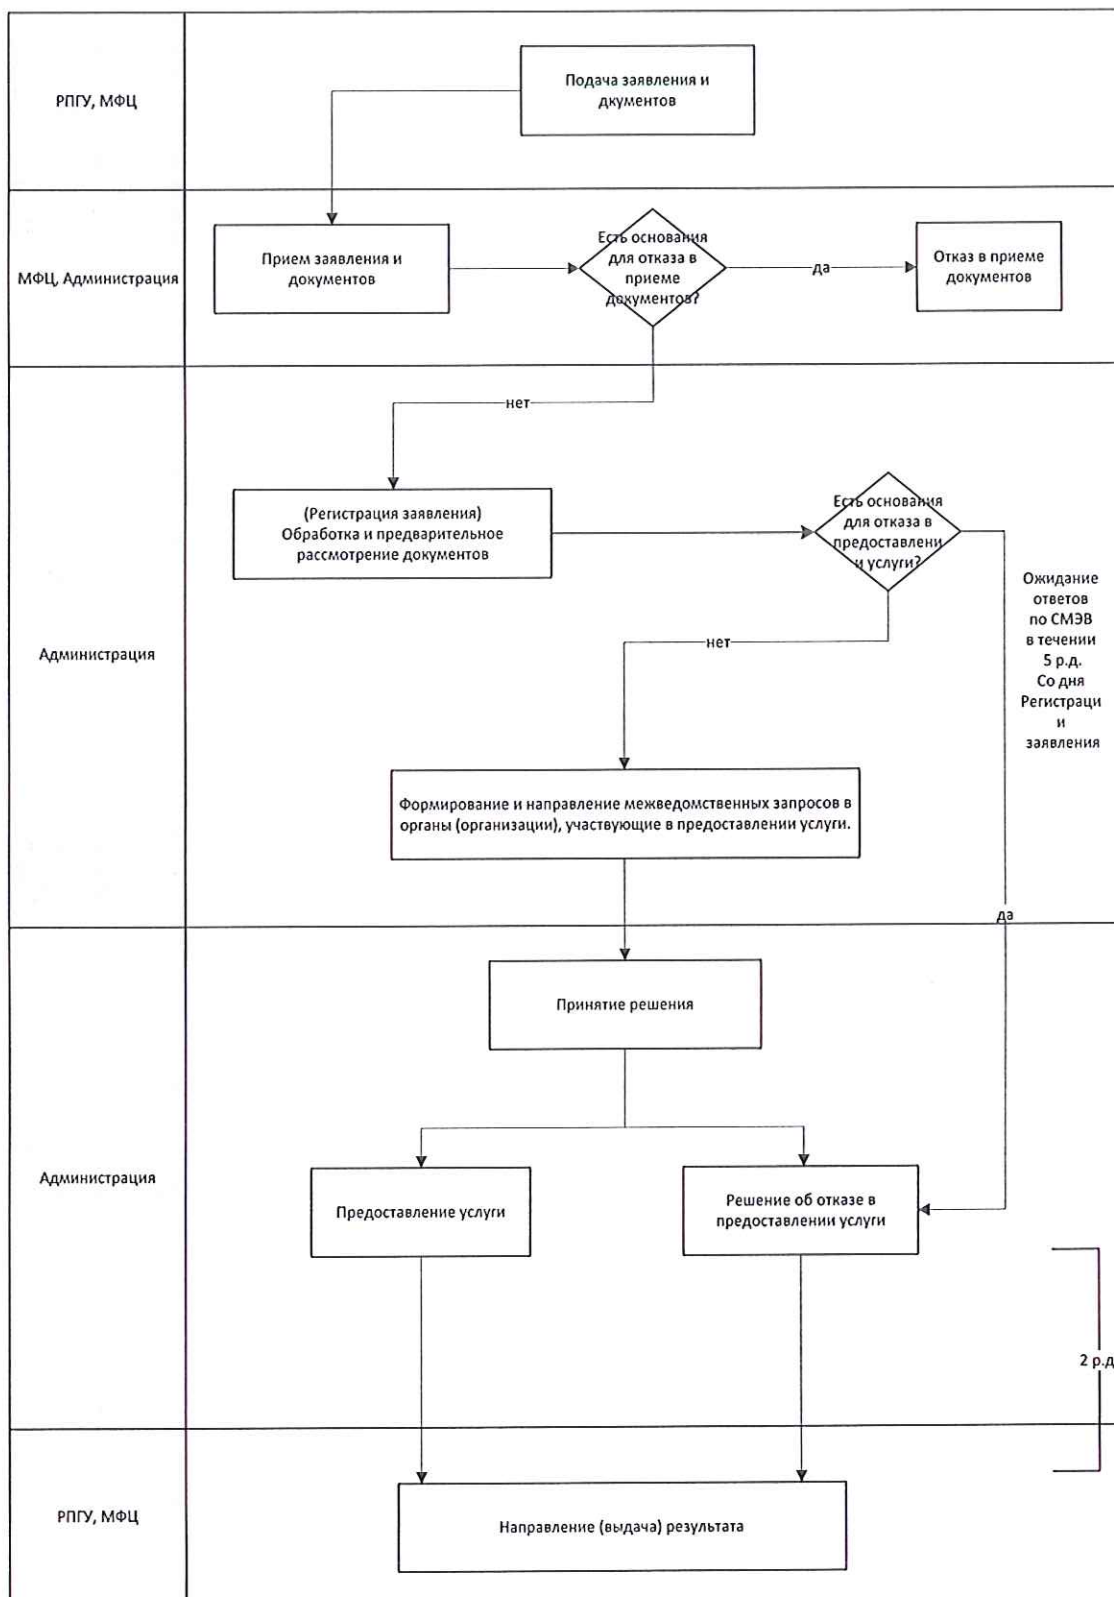 РПГУ, МФЦ
Подача заявления и
дкументов
МФЦ, Администрация
Прием заявления и
документов
Есть основания
для отказа в
приеме
документов?
да
Отказ в приеме
документов
нет
Администрация
(Регистрация заявления)
Обработка и предварительное
рассмотрение документов
Есть основания
для отказа в
предоставлени
и услуги?
нет
Ожидание
ответов
по СМЭВ
в течении
5 р.д.
Со дня
Регистраци
и
заявления
Формирование и направление межведомственных запросов в
органы (организации), участвующие в предоставлении услуги.
да
Администрация
Принятие решения
Предоставление услуги
Решение об отказе в
предоставлении услуги
2 р.д
РПГУ, МФЦ
Направление (выдача) результата